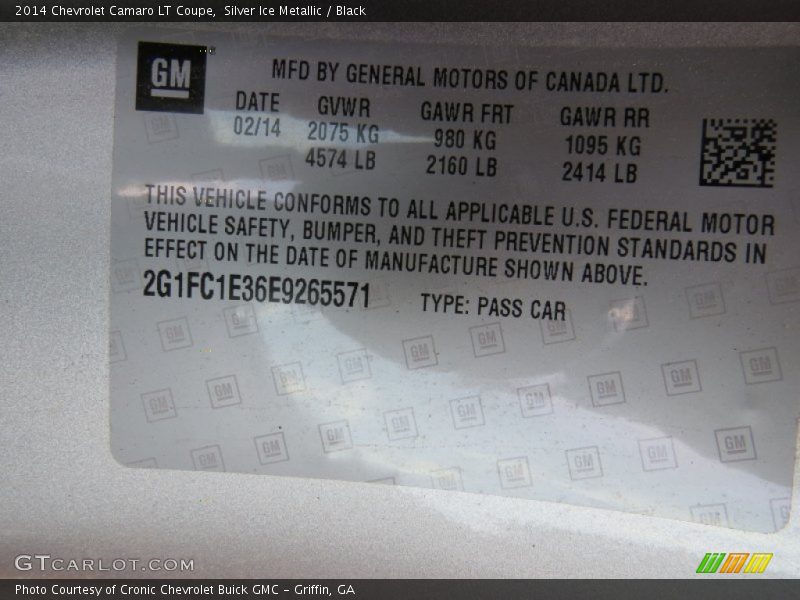 2014 Chevrolet Camaro LT Coupe, Silver Ice Metallic / Black
GM
MFD BY GENERAL MOTORS OF CANADA LTD.
DATE GVWR GAWR FRT GAWR RR
02/14 2075 KG 980 KG 1095 KG
4574 LB 2160 LB 2414 LB
THIS VEHICLE CONFORMS TO ALL APPLICABLE U.S. FEDERAL MOTOR
VEHICLE SAFETY, BUMPER, AND THEFT PREVENTION STANDARDS IN
EFFECT ON THE DATE OF MANUFACTURE SHOWN ABOVE.
2G1FC1E36E9265571 TYPE: PASS CAR
GTCARLOT.COM
Photo Courtesy of Cronic Chevrolet Buick GMC - Griffin, GA